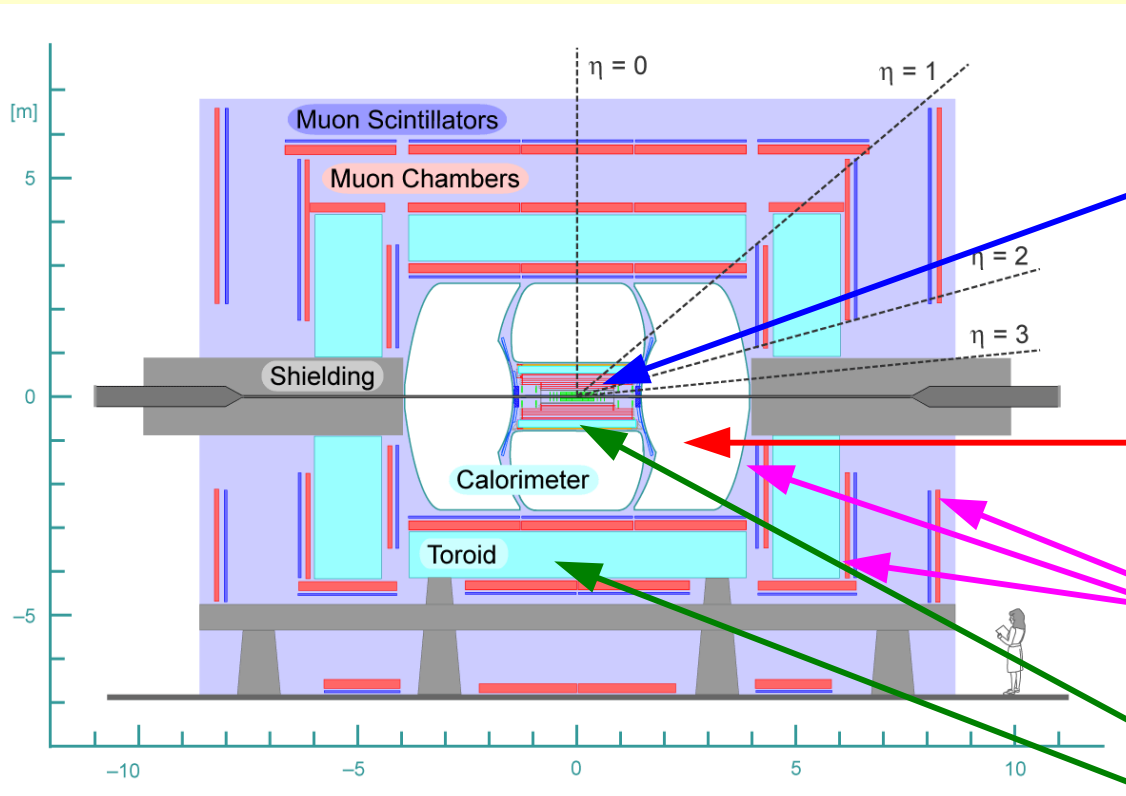 η = 0
η = 1
[m]
Muon Scintillators
Muon Chambers
5
η = 2
η = 3
Shielding
0
Calorimeter
Toroid
–5
–10
–5
0
5
10